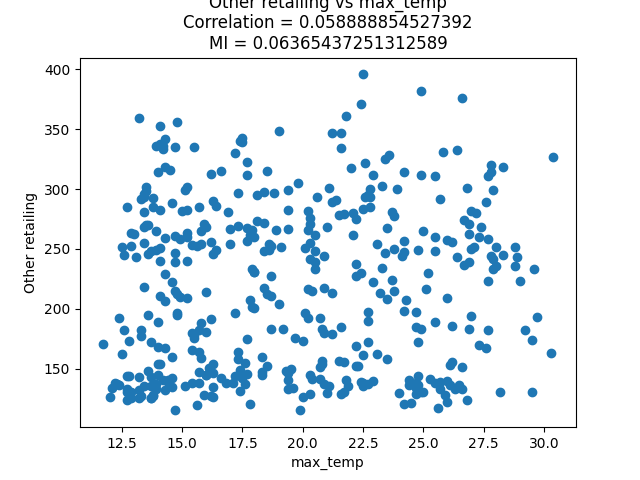 Other retailing vs max_temp
Correlation = 0.058888854527392
MI = 0.06365437251312589
400
350
300
250
200
150
Other retailing
12.5 15.0 17.5 20.0 22.5 25.0 27.5 30.0
max_temp